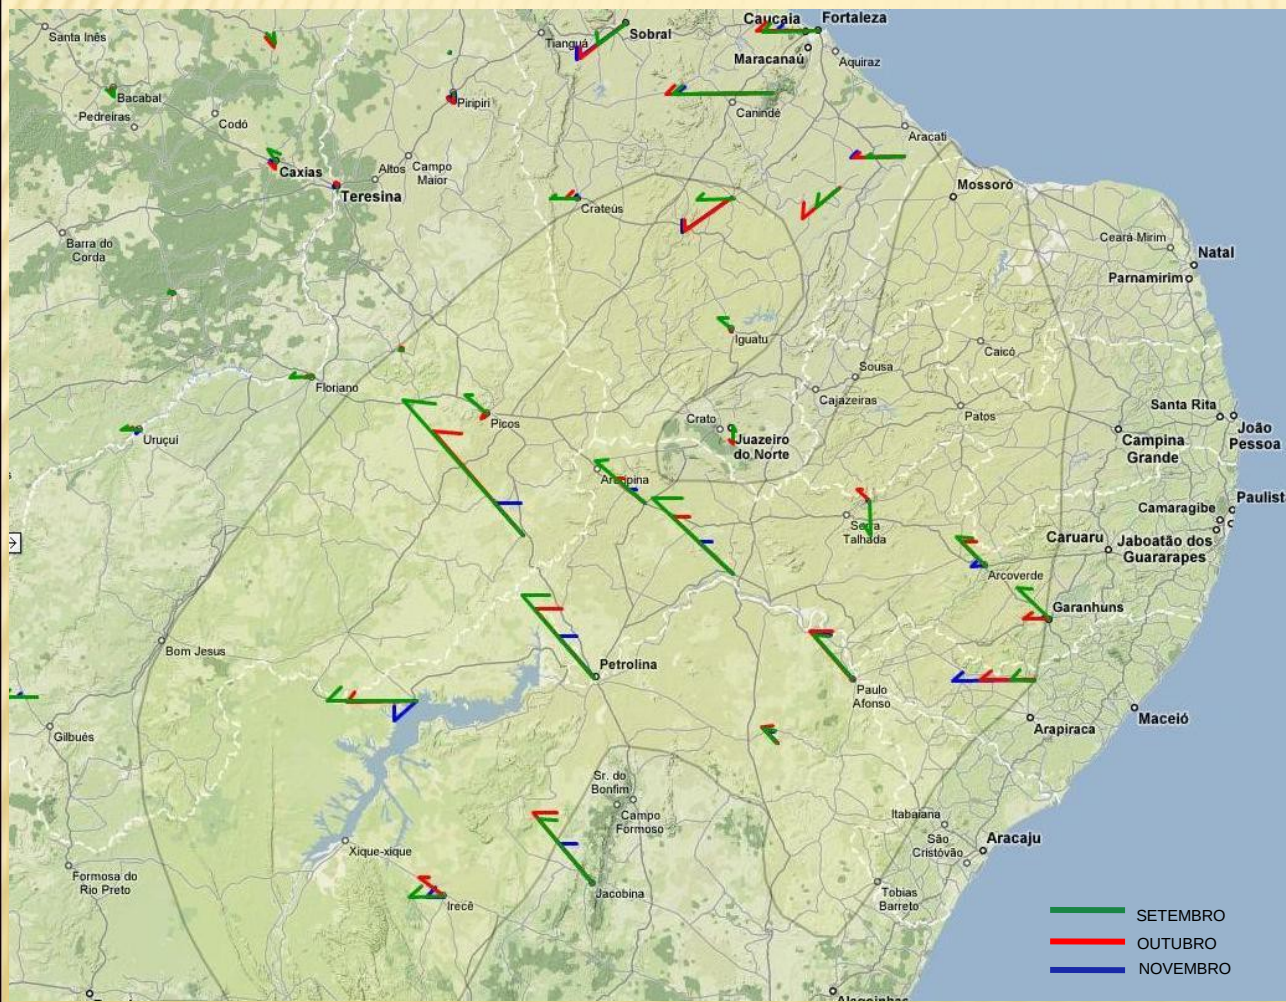 Santa Inês
Tianguá
Sobral
Caucaia
Fortaleza
Maracanaú
Aquiraz
Bacabal
Pedreiras
Codó
Piripiri
Canindé
Aracati
Caxias
Altos
Campo
Maior
Teresina
Crateús
Mossoró
Barra do
Corda
Ceará Mirim
Natal
Parnamirim
Iguatu
Caicó
Floriano
Sousa
Cajazeiras
Picos
Crato
Patos
Santa Rita
João
Pessoa
Uruçuí
Juazeiro
do Norte
Campina
Grande
Araripina
Serra
Talhada
Paulist
Camaragibe
Caruaru
Jaboatão dos
Guararapes
Arcoverde
Garanhuns
Bom Jesus
Petrolina
Paulo
Afonso
Gilbués
Arapiraca
Maceió
Sr. do
Bonfim
Campo
Formoso
Itabaiana
São
Cristóvão
Aracaju
Xique-xique
Formosa do
Rio Preto
Irecê
Jacobina
Tobias
Barreto
SETEMBRO
OUTUBRO
NOVEMBRO
Alagoinhas